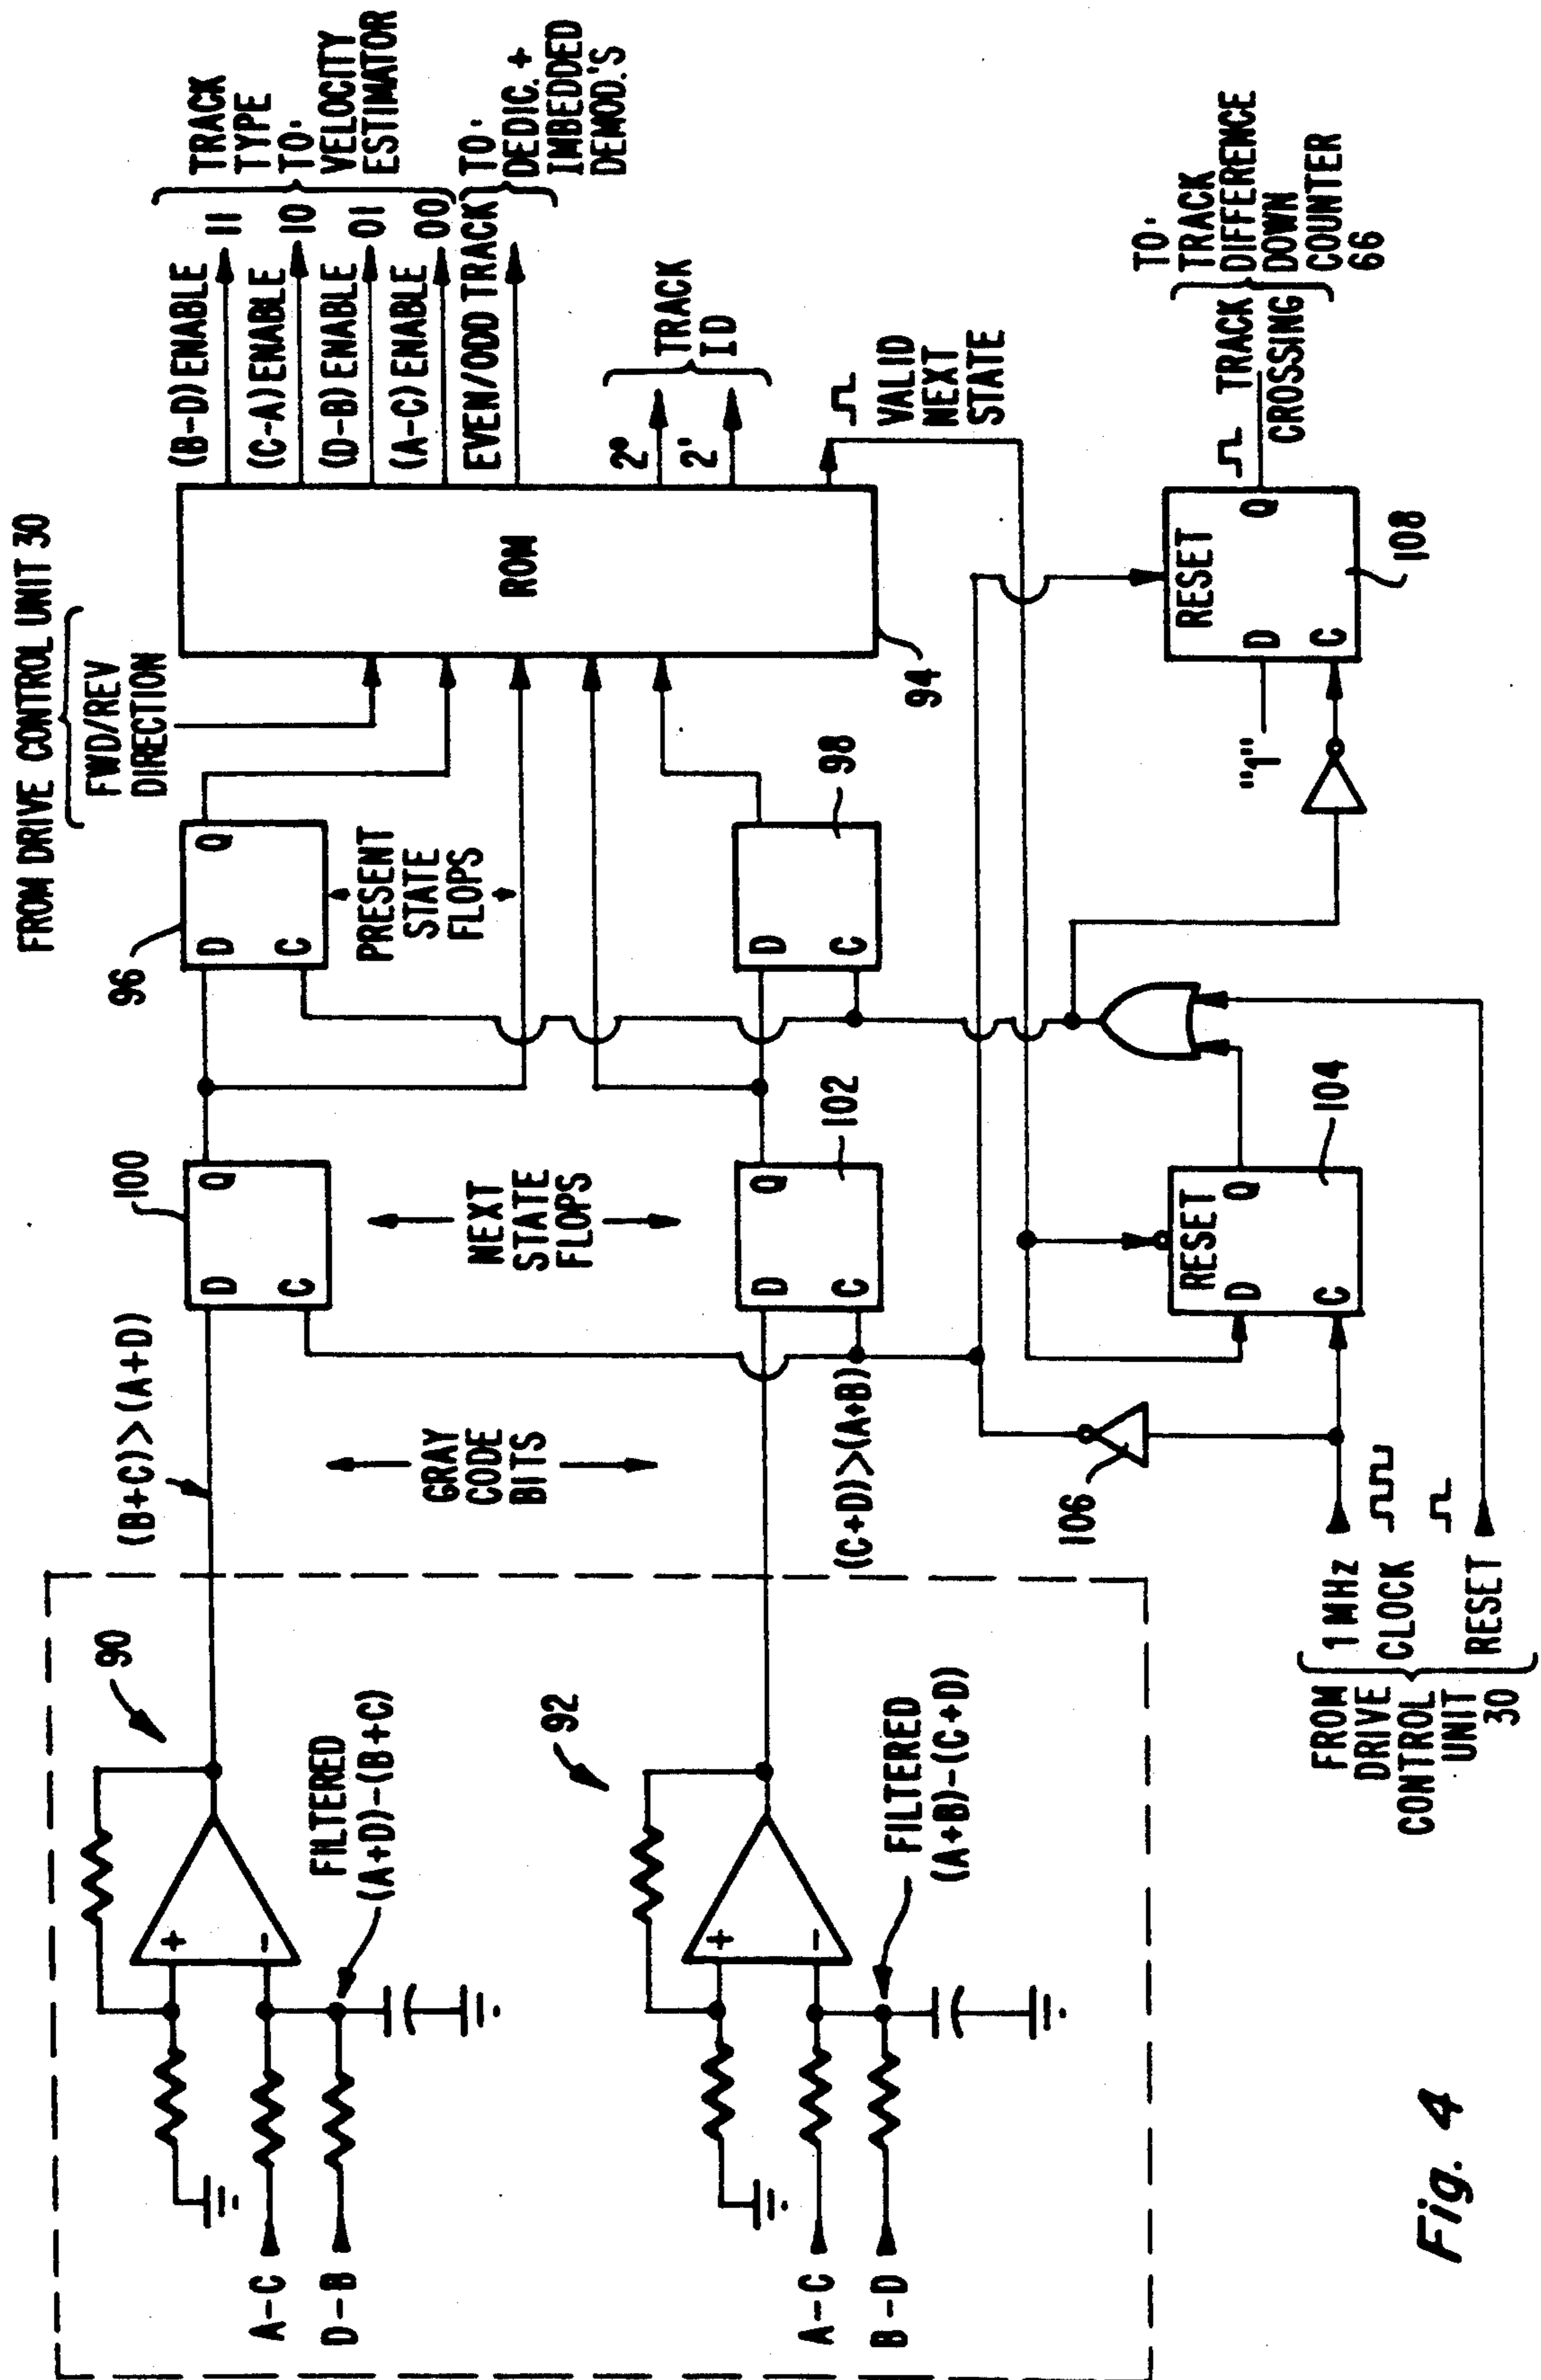 FROM DRIVE CONTROL UNIT 30
FWD/REV
DIRECTION
90
A-C
D-B
+
-
FILTERED
(A+D)-(B+C)
(B+C)>(A+D)
100
D
Q
C
96
D
Q
C
PRESENT
STATE
FLOPS
ROM
94
(B-D) ENABLE 11
(C-A) ENABLE 10
(D-B) ENABLE 01
(A-C) ENABLE 00
TRACK
TYPE
TO:
VELOCITY
ESTIMATOR
EVEN/ODD TRACK
TO:
DEDIC. +
IMBEDDED
DEMOD.'S
2⁰
2¹
TRACK
ID
VALID
NEXT
STATE
GRAY
CODE
BITS
NEXT
STATE
FLOPS
92
A-C
B-D
+
-
FILTERED
(A+B)-(C+D)
(C+D)>(A+B)
102
D
Q
C
98
D
Q
C
106
FROM
DRIVE
CONTROL
UNIT
30
1 MHz
CLOCK
RESET
RESET
D
Q
C
104
"1"
RESET
D
Q
C
108
TRACK
CROSSING
TO:
TRACK
DIFFERENCE
DOWN
COUNTER
66
Fig. 4